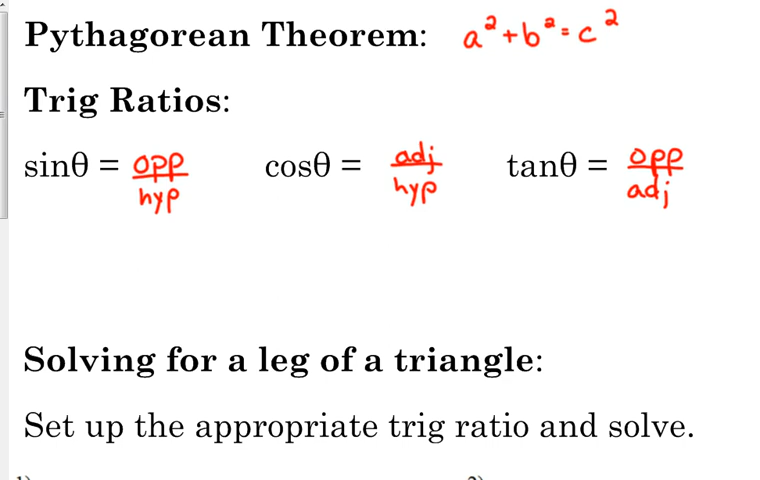 Pythagorean Theorem: a² + b² = c²
Trig Ratios:
sinθ = opp/hyp cosθ = adj/hyp tanθ = opp/adj
Solving for a leg of a triangle:
Set up the appropriate trig ratio and solve.